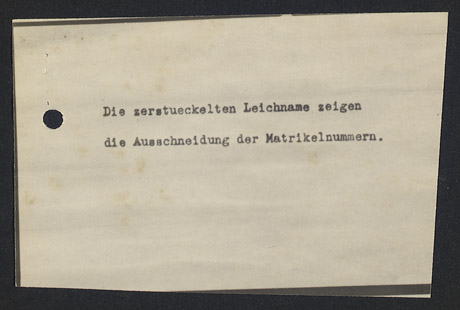 Die zerstueckelten Leichname zeigen
die Ausschneidung der Matrikelnummern.